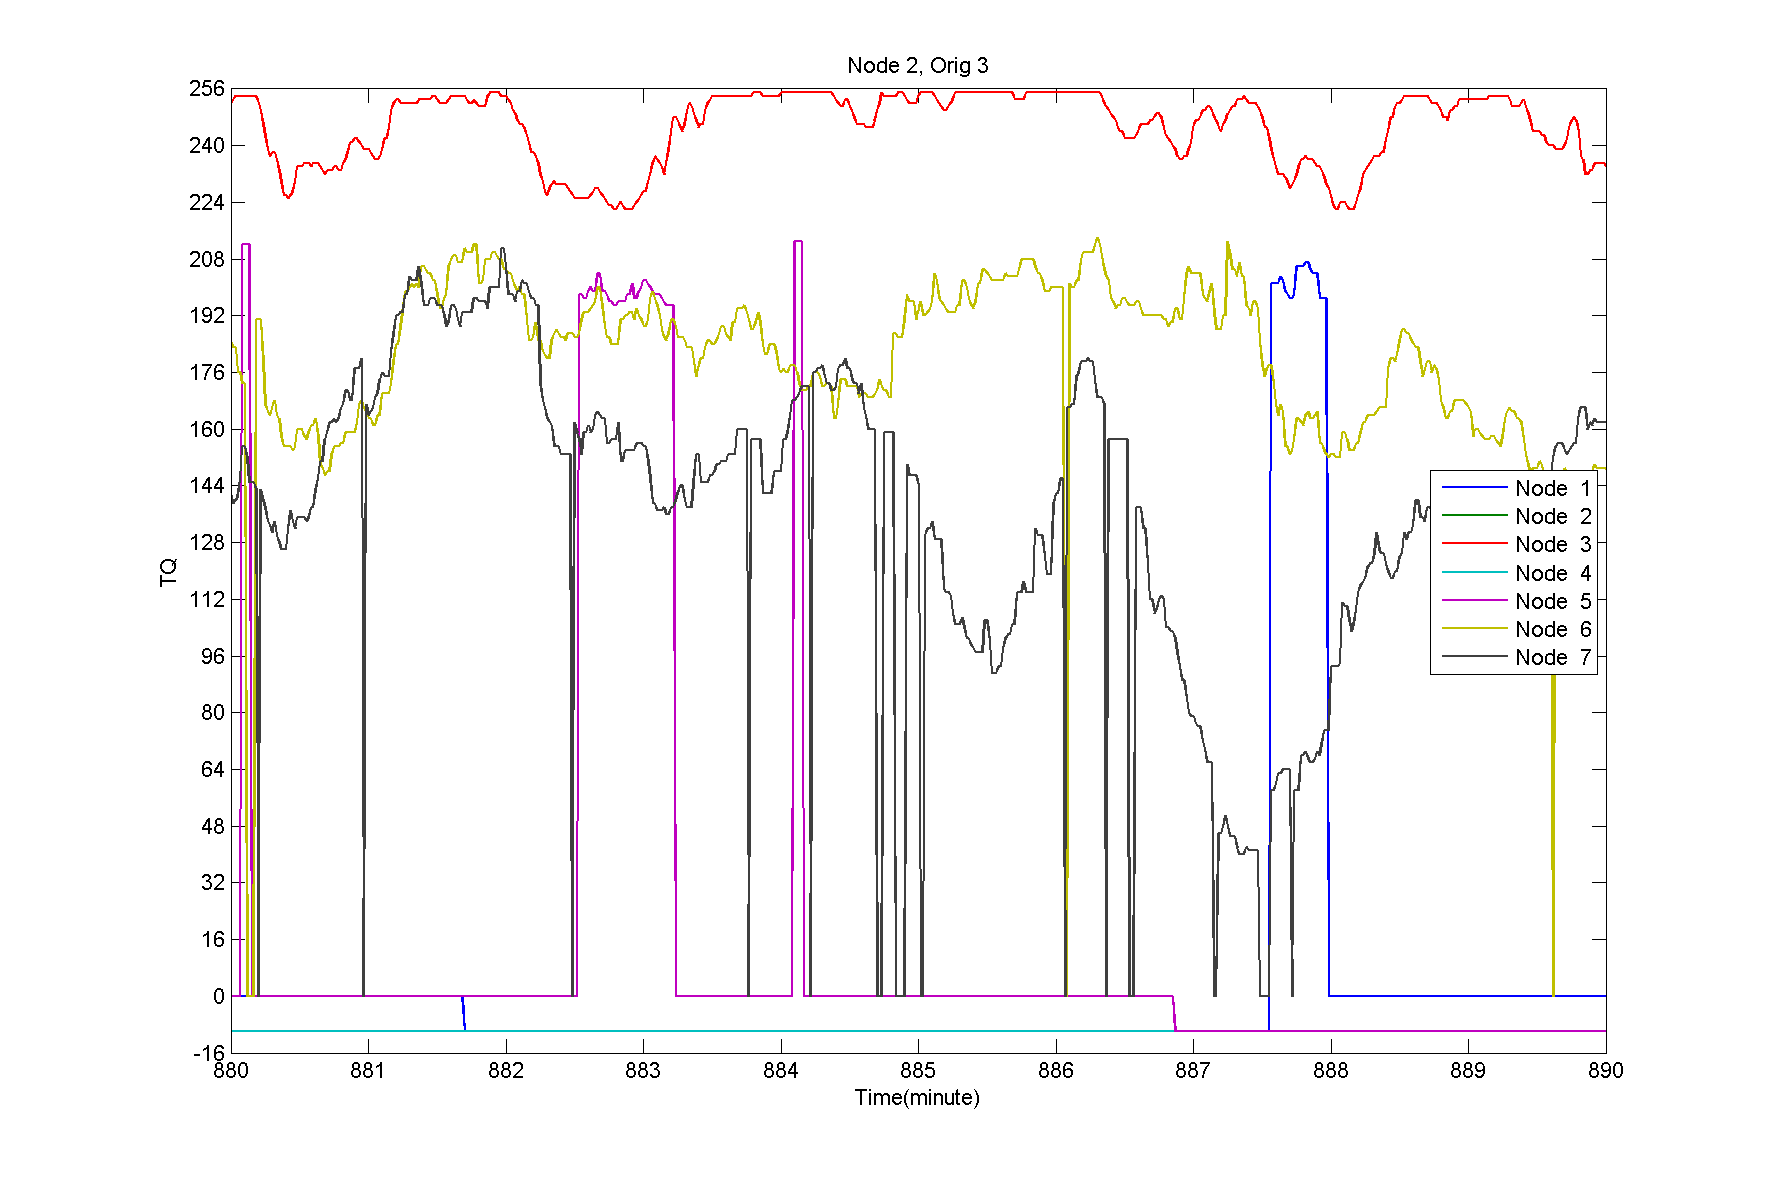 Node 2, Orig 3
256
240
224
208
192
176
160
144
128
112
96
80
64
48
32
16
0
-16
TQ
Node 1
Node 2
Node 3
Node 4
Node 5
Node 6
Node 7
880 881 882 883 884 885 886 887 888 889 890
Time(minute)